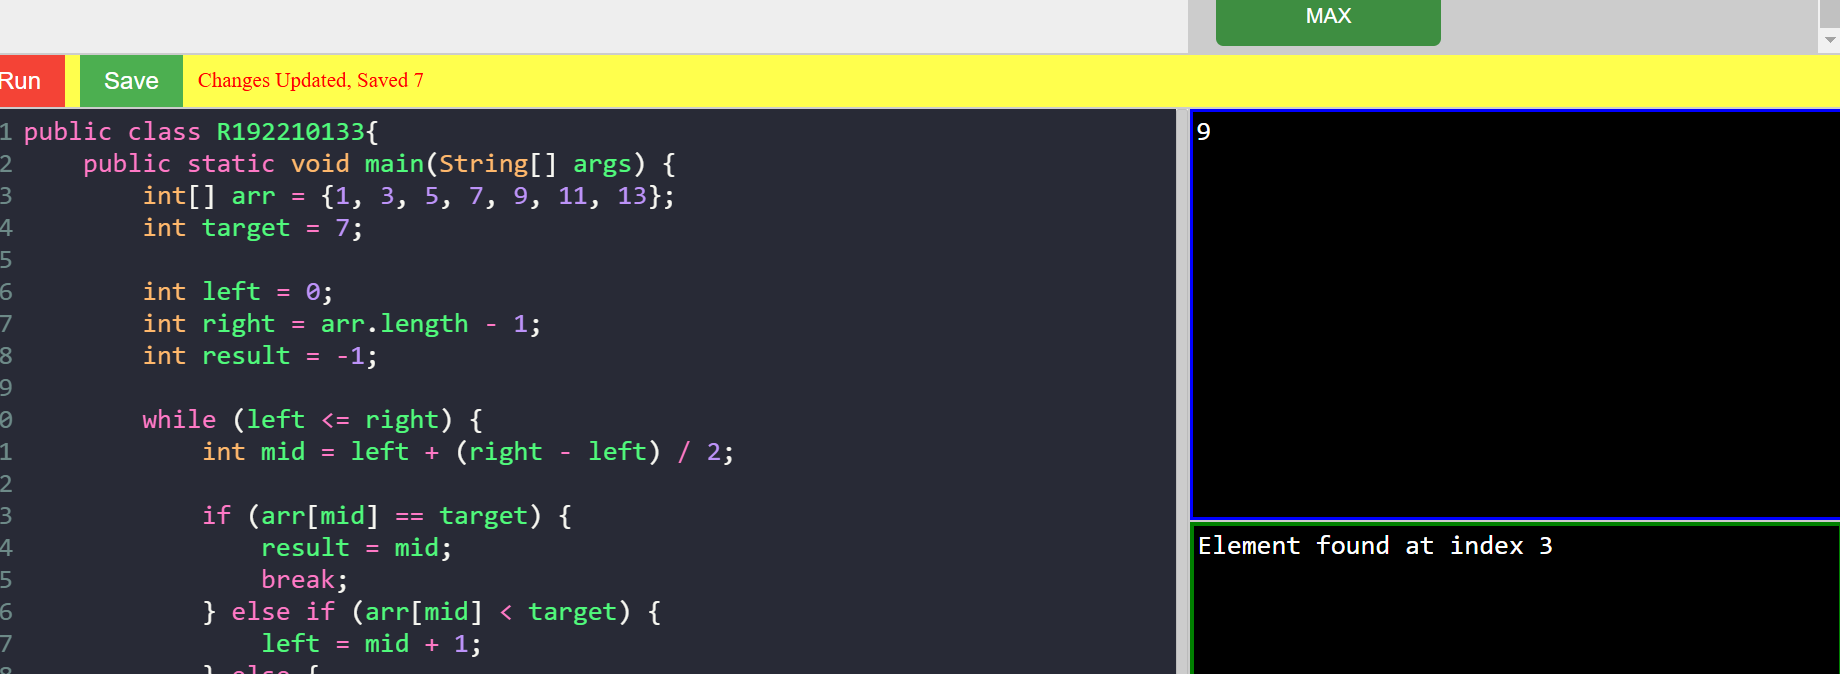 MAX
Run Save Changes Updated, Saved 7
1 public class R192210133{
2 public static void main(String[] args) {
3 int[] arr = {1, 3, 5, 7, 9, 11, 13};
4 int target = 7;
5
6 int left = 0;
7 int right = arr.length - 1;
8 int result = -1;
9
0 while (left <= right) {
1 int mid = left + (right - left) / 2;
2
3 if (arr[mid] == target) {
4 result = mid;
5 break;
6 } else if (arr[mid] < target) {
7 left = mid + 1;
8 } else {
9
Element found at index 3